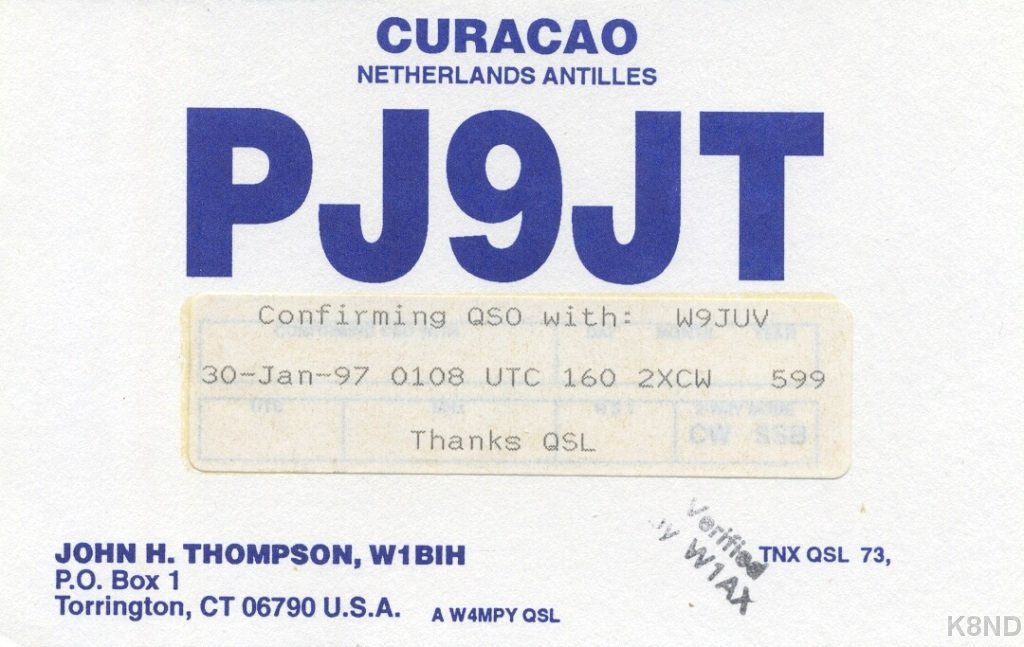 CURACAO
NETHERLANDS ANTILLES
PJ9JT
Confirming QSO with: W9JUV
30-Jan-97 0108 UTC 160 2XCW 599
Thanks QSL
UTC
RST
CW SSB
Verified
by W1AX
JOHN H. THOMPSON, W1BIH
P.O. Box 1
Torrington, CT 06790 U.S.A.
A W4MPY QSL
TNX QSL 73,
K8ND